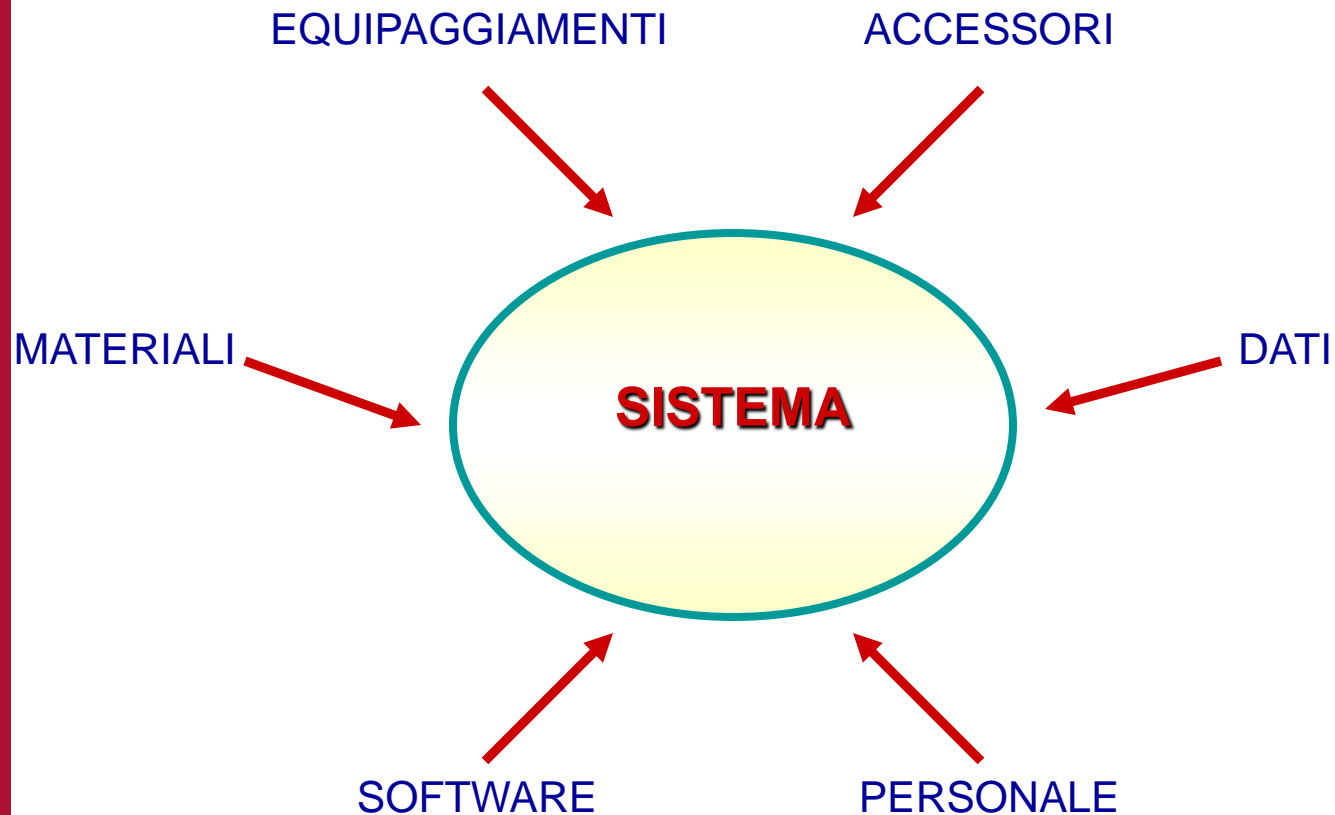 EQUIPAGGIAMENTI
ACCESSORI
MATERIALI
DATI
SISTEMA
SOFTWARE
PERSONALE